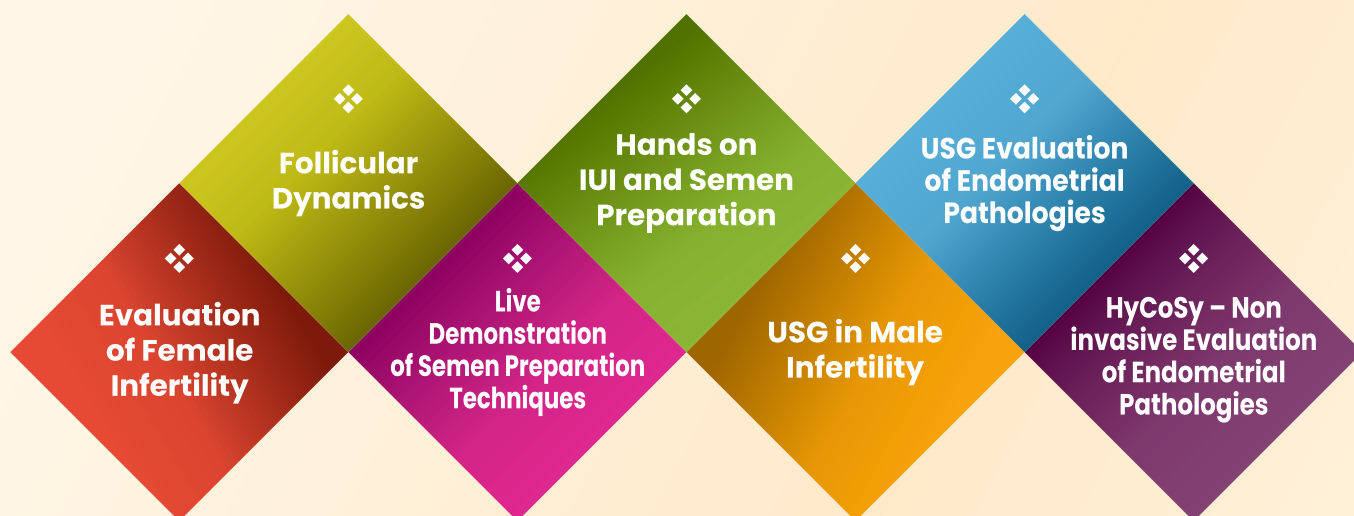 Follicular
Dynamics
Hands on
IUI and Semen
Preparation
USG Evaluation
of Endometrial
Pathologies
Evaluation
of Female
Infertility
Live
Demonstration
of Semen Preparation
Techniques
USG in Male
Infertility
HyCoSy – Non
invasive Evaluation
of Endometrial
Pathologies